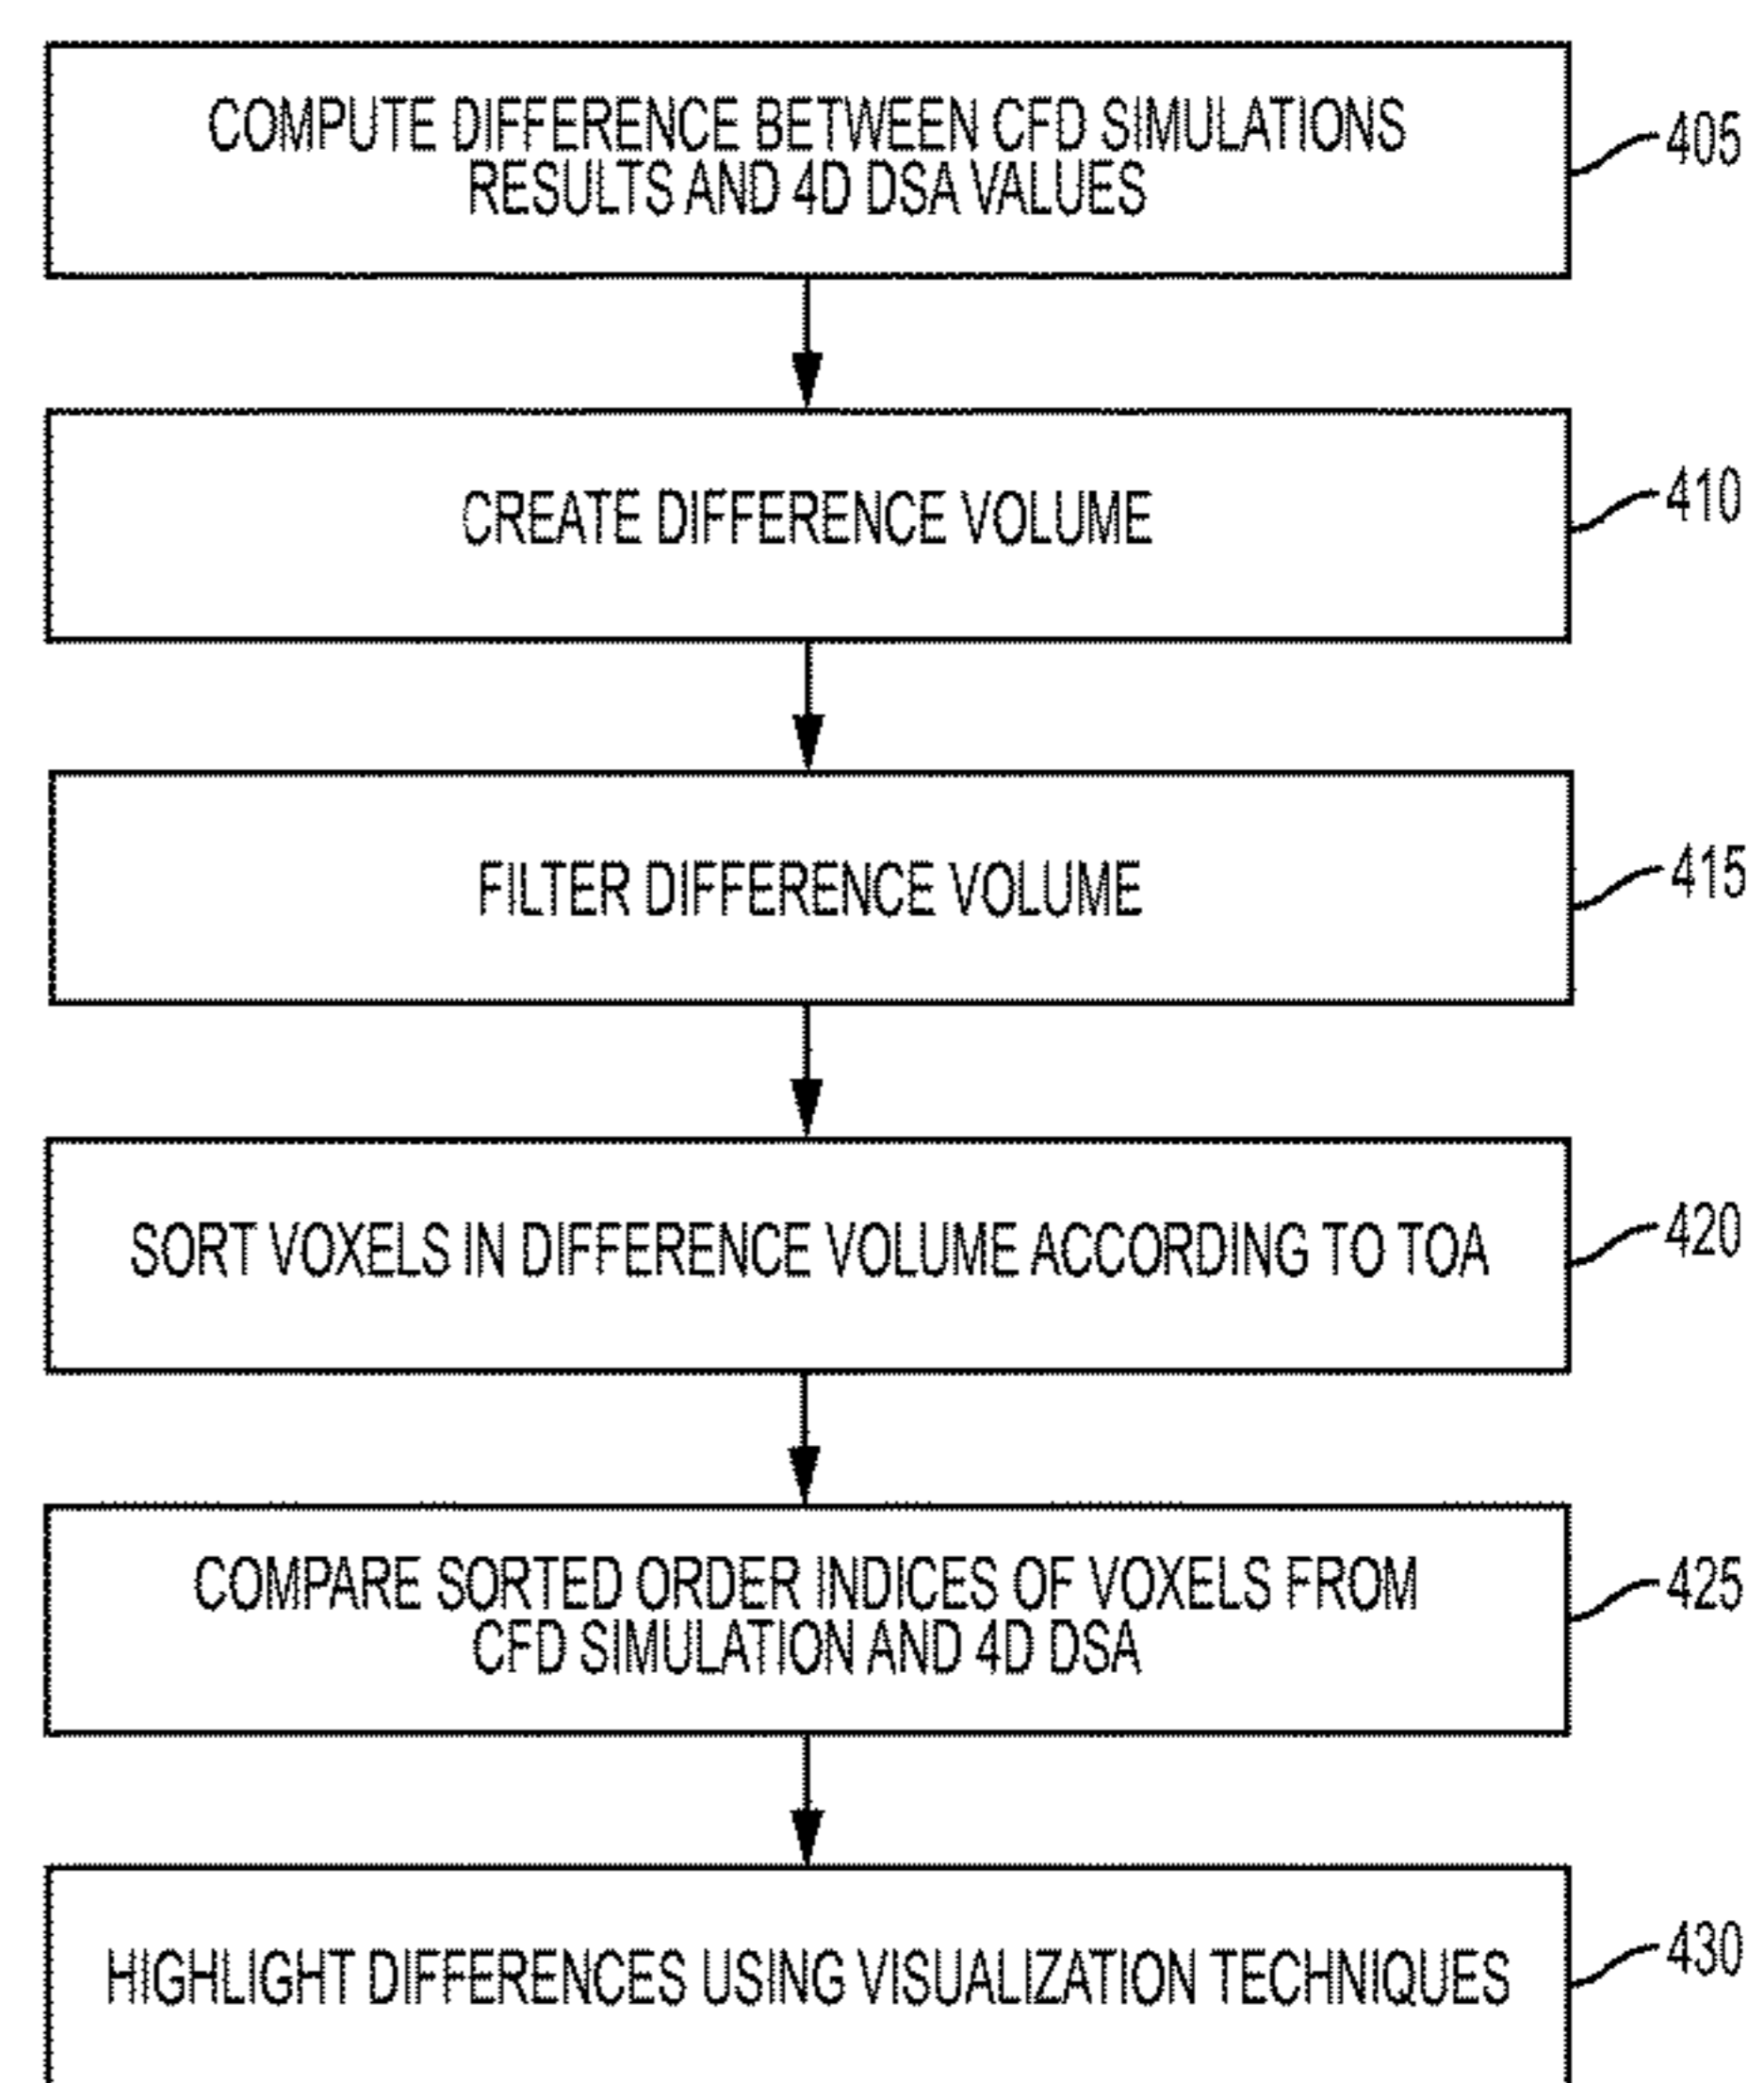 COMPUTE DIFFERENCE BETWEEN CFD SIMULATIONS
RESULTS AND 4D DSA VALUES
405
CREATE DIFFERENCE VOLUME
410
FILTER DIFFERENCE VOLUME
415
SORT VOXELS IN DIFFERENCE VOLUME ACCORDING TO TOA
420
COMPARE SORTED ORDER INDICES OF VOXELS FROM
CFD SIMULATION AND 4D DSA
425
HIGHLIGHT DIFFERENCES USING VISUALIZATION TECHNIQUES
430